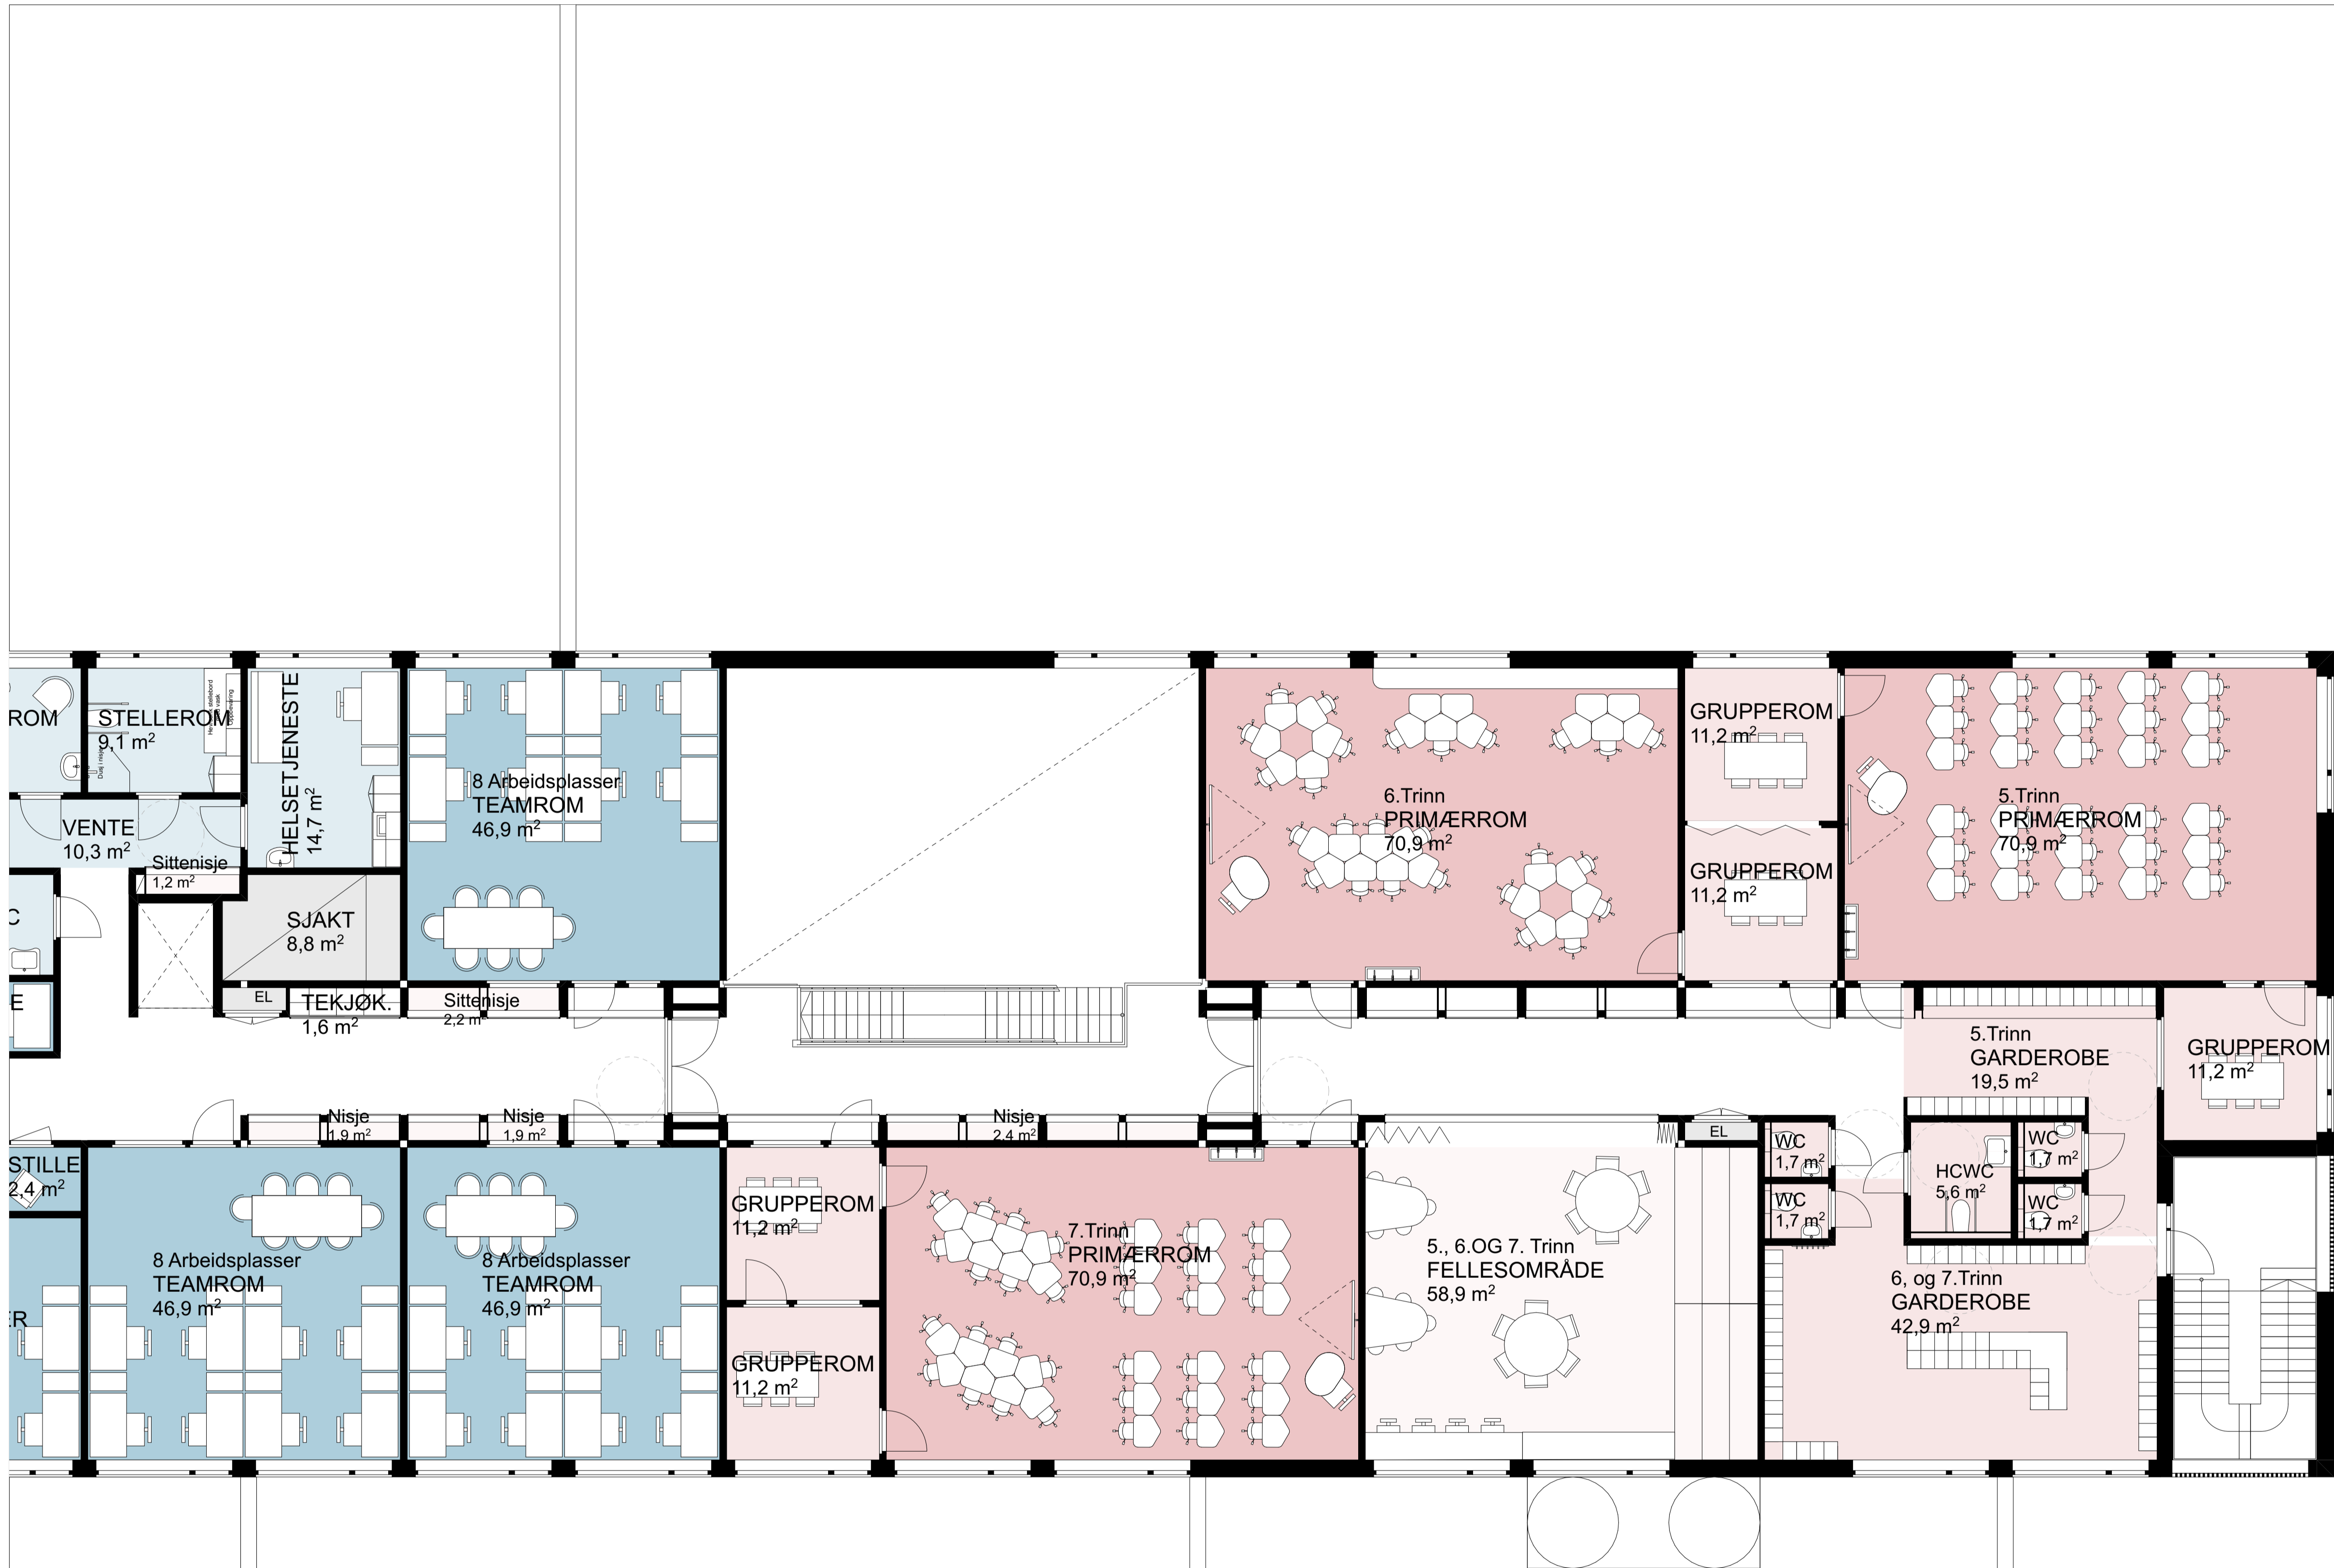 ROM
STELLEROM
9,1 m²
Dusj i nisje
oppbevaring
HELSETJENESTE
14,7 m²
8 Arbeidsplasser
TEAMROM
46,9 m²
VENTE
10,3 m²
Sittenisje
1,2 m²
C
SJAKT
8,8 m²
E
EL
TEKJØK.
1,6 m²
Sittenisje
2,2 m²
6.Trinn
PRIMÆRROM
70,9 m²
GRUPPEROM
11,2 m²
GRUPPEROM
11,2 m²
5.Trinn
PRIMÆRROM
70,9 m²
5.Trinn
GARDEROBE
19,5 m²
GRUPPEROM
11,2 m²
Nisje
1,9 m²
Nisje
1,9 m²
Nisje
2,4 m²
EL
WC
1,7 m²
WC
1,7 m²
HCWC
5,6 m²
WC
1,7 m²
WC
1,7 m²
STILLE
2,4 m²
ER
8 Arbeidsplasser
TEAMROM
46,9 m²
8 Arbeidsplasser
TEAMROM
46,9 m²
GRUPPEROM
11,2 m²
GRUPPEROM
11,2 m²
7.Trinn
PRIMÆRROM
70,9 m²
5., 6.OG 7. Trinn
FELLESOMRÅDE
58,9 m²
6, og 7.Trinn
GARDEROBE
42,9 m²